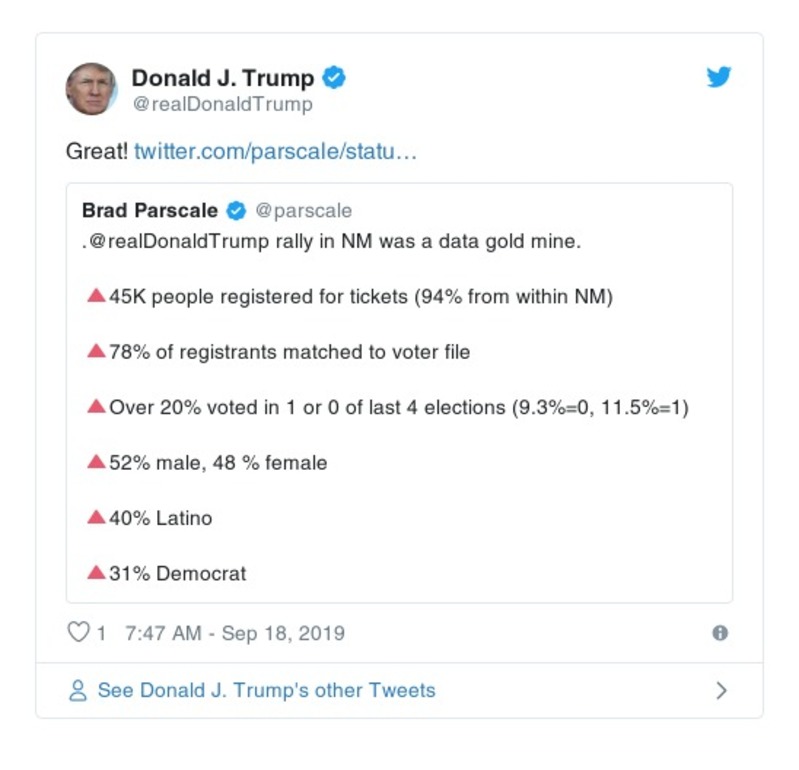 Donald J. Trump
@realDonaldTrump
Great! twitter.com/parscale/statu…
Brad Parscale @parscale
.@realDonaldTrump rally in NM was a data gold mine.
🔺45K people registered for tickets (94% from within NM)
🔺78% of registrants matched to voter file
🔺Over 20% voted in 1 or 0 of last 4 elections (9.3%=0, 11.5%=1)
🔺52% male, 48 % female
🔺40% Latino
🔺31% Democrat
1 7:47 AM - Sep 18, 2019
See Donald J. Trump's other Tweets